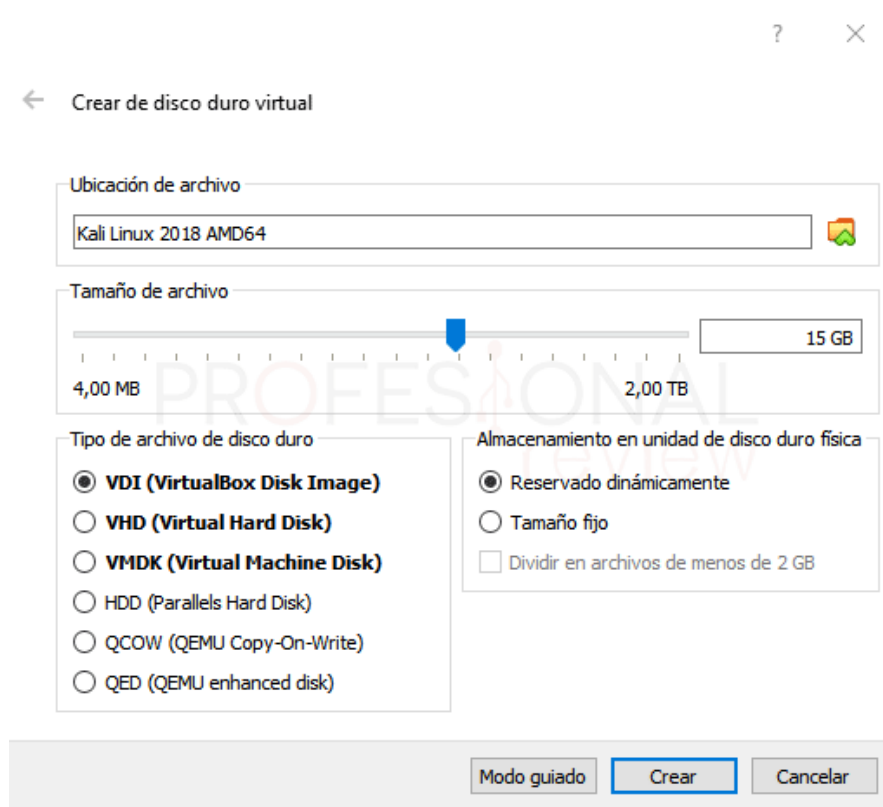 ?
Crear de disco duro virtual
Ubicación de archivo
Kali Linux 2018 AMD64
Tamaño de archivo
15 GB
4,00 MB
2,00 TB
PROFESIONAL
review
Tipo de archivo de disco duro
VDI (VirtualBox Disk Image)
VHD (Virtual Hard Disk)
VMDK (Virtual Machine Disk)
HDD (Parallels Hard Disk)
QCOW (QEMU Copy-On-Write)
QED (QEMU enhanced disk)
Almacenamiento en unidad de disco duro física
Reservado dinámicamente
Tamaño fijo
Dividir en archivos de menos de 2 GB
Modo guiado
Crear
Cancelar